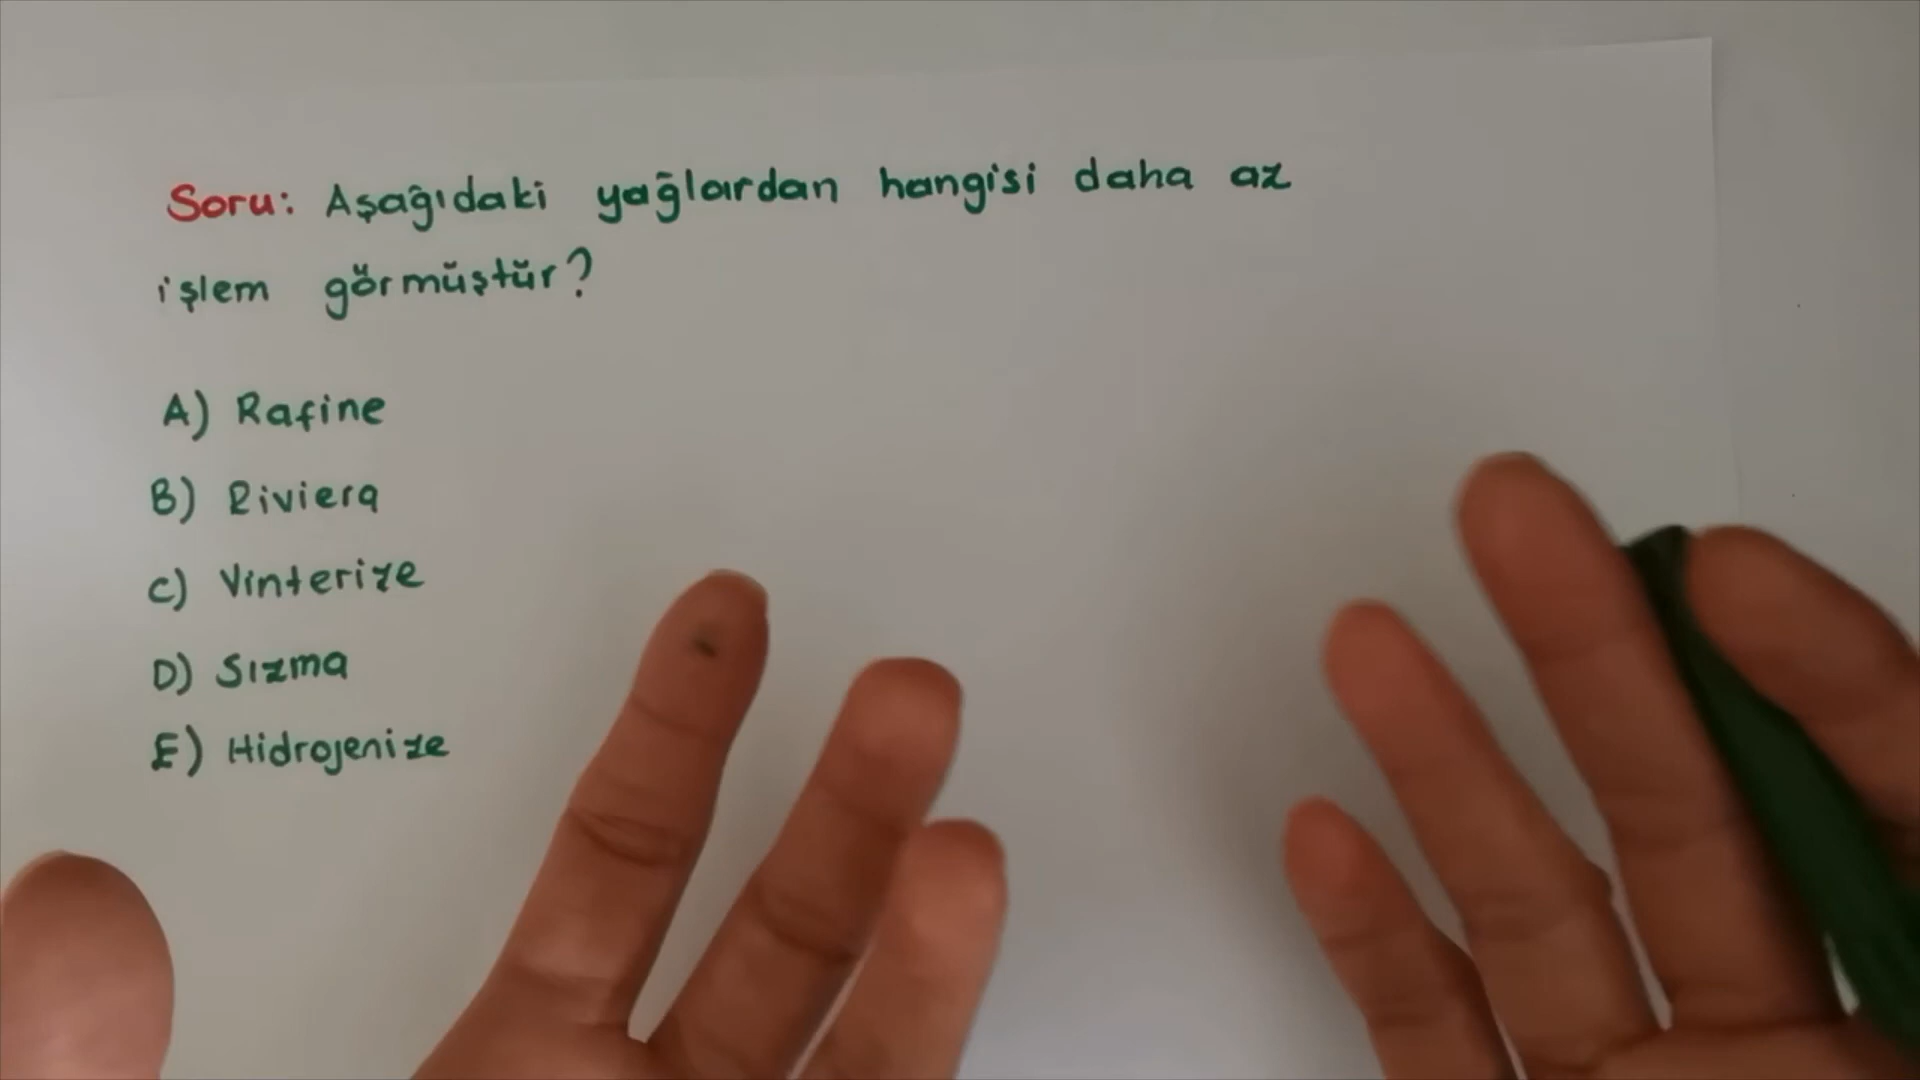 Soru: Aşağıdaki yağlardan hangisi daha az
işlem görmüştür?
A) Rafine
B) Riviera
C) Vinterize
D) Sızma
E) Hidrojenize